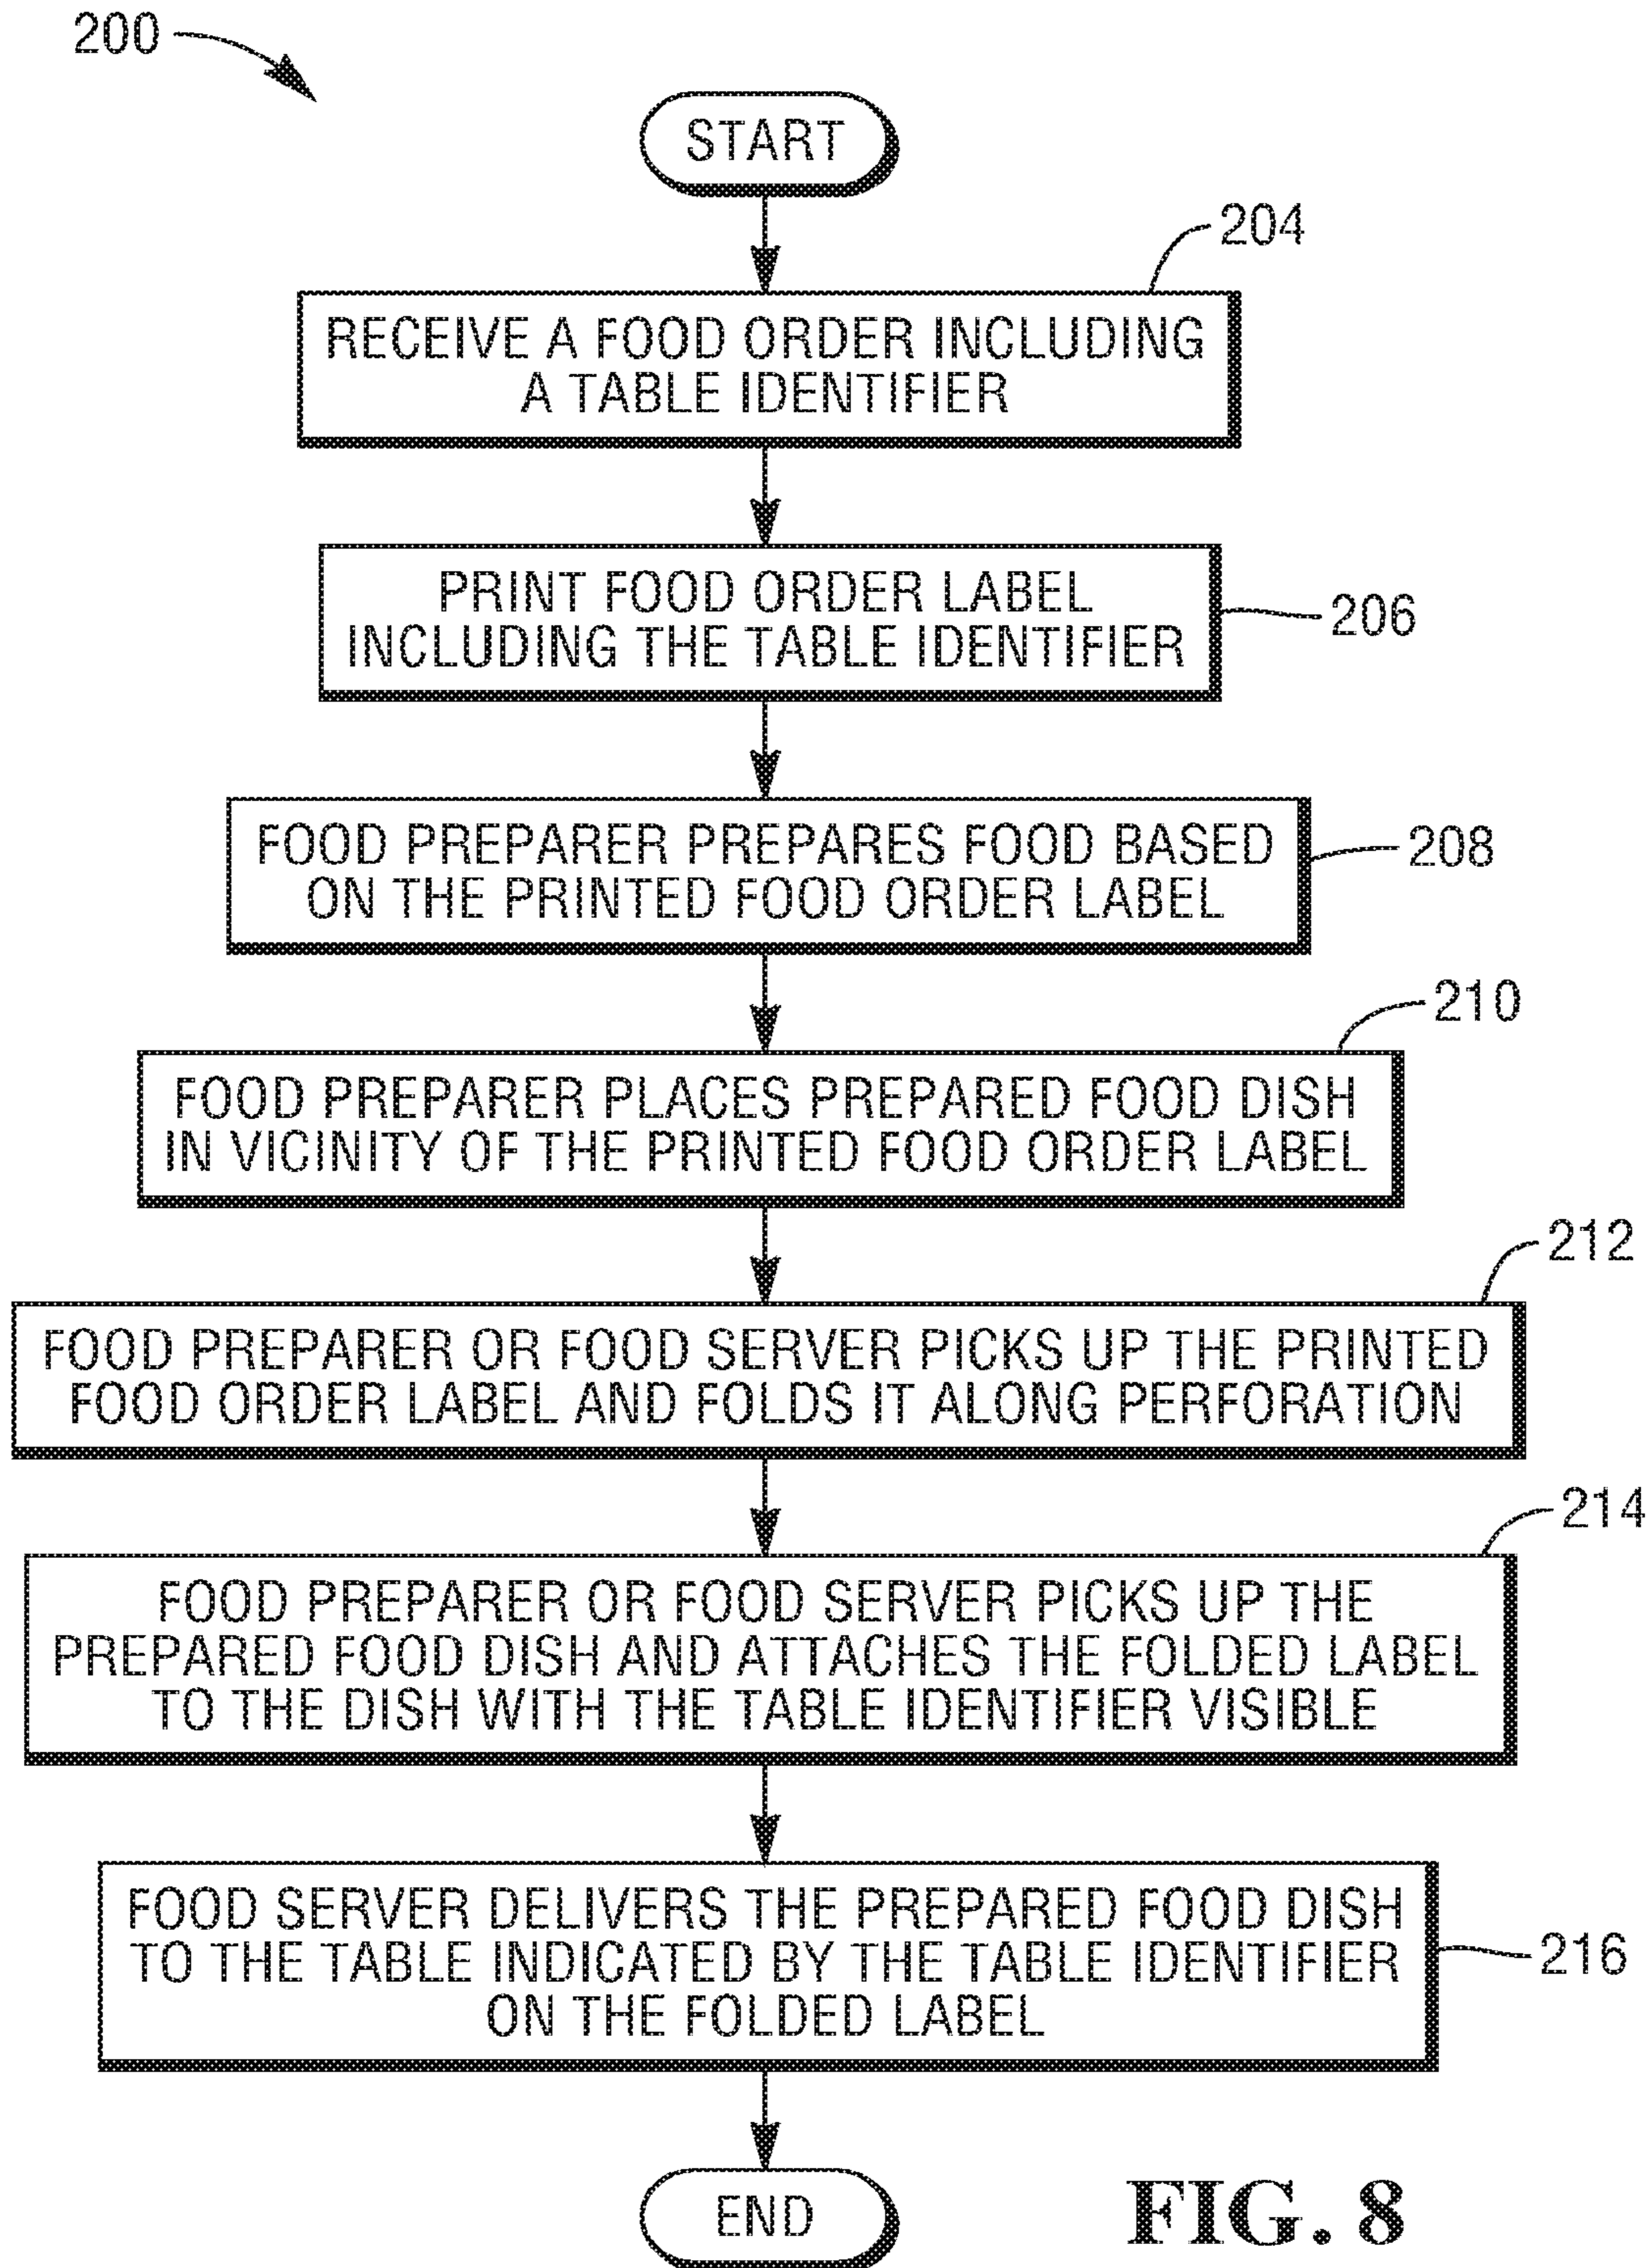 200
START
204
RECEIVE A FOOD ORDER INCLUDING
A TABLE IDENTIFIER
PRINT FOOD ORDER LABEL
INCLUDING THE TABLE IDENTIFIER
206
FOOD PREPARER PREPARES FOOD BASED
ON THE PRINTED FOOD ORDER LABEL
208
210
FOOD PREPARER PLACES PREPARED FOOD DISH
IN VICINITY OF THE PRINTED FOOD ORDER LABEL
212
FOOD PREPARER OR FOOD SERVER PICKS UP THE PRINTED
FOOD ORDER LABEL AND FOLDS IT ALONG PERFORATION
214
FOOD PREPARER OR FOOD SERVER PICKS UP THE
PREPARED FOOD DISH AND ATTACHES THE FOLDED LABEL
TO THE DISH WITH THE TABLE IDENTIFIER VISIBLE
FOOD SERVER DELIVERS THE PREPARED FOOD DISH
TO THE TABLE INDICATED BY THE TABLE IDENTIFIER
ON THE FOLDED LABEL
216
END
FIG. 8